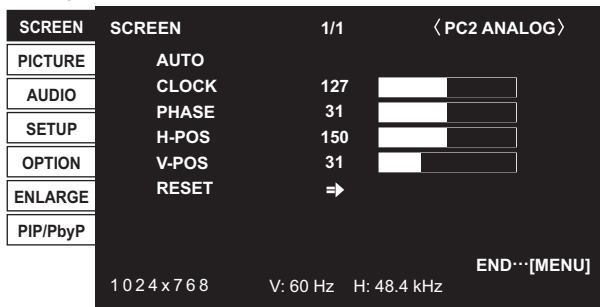 SCREEN
PICTURE
AUDIO
SETUP
OPTION
ENLARGE
PIP/PbyP
SCREEN 1/1 〈PC2 ANALOG〉
AUTO
CLOCK 127
PHASE 31
H-POS 150
V-POS 31
RESET
END···[MENU]
1024x768 V: 60 Hz H: 48.4 kHz